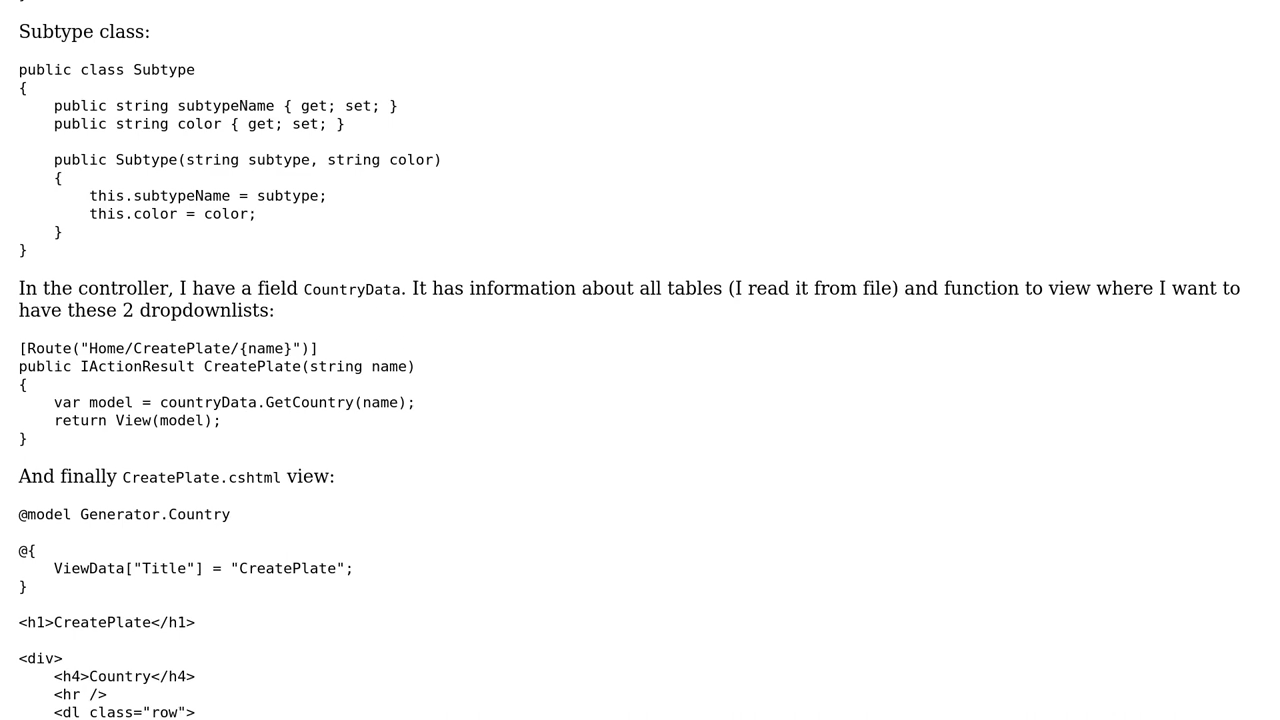 Subtype class:
public class Subtype
{
    public string subtypeName { get; set; }
    public string color { get; set; }

    public Subtype(string subtype, string color)
    {
        this.subtypeName = subtype;
        this.color = color;
    }
}
In the controller, I have a field CountryData. It has information about all tables (I read it from file) and function to view where I want to
have these 2 dropdownlists:
[Route("Home/CreatePlate/{name}")]
public IActionResult CreatePlate(string name)
{
    var model = countryData.GetCountry(name);
    return View(model);
}
And finally CreatePlate.cshtml view:
@model Generator.Country

@{
    ViewData["Title"] = "CreatePlate";
}

<h1>CreatePlate</h1>

<div>
    <h4>Country</h4>
    <hr />
    <dl class="row">